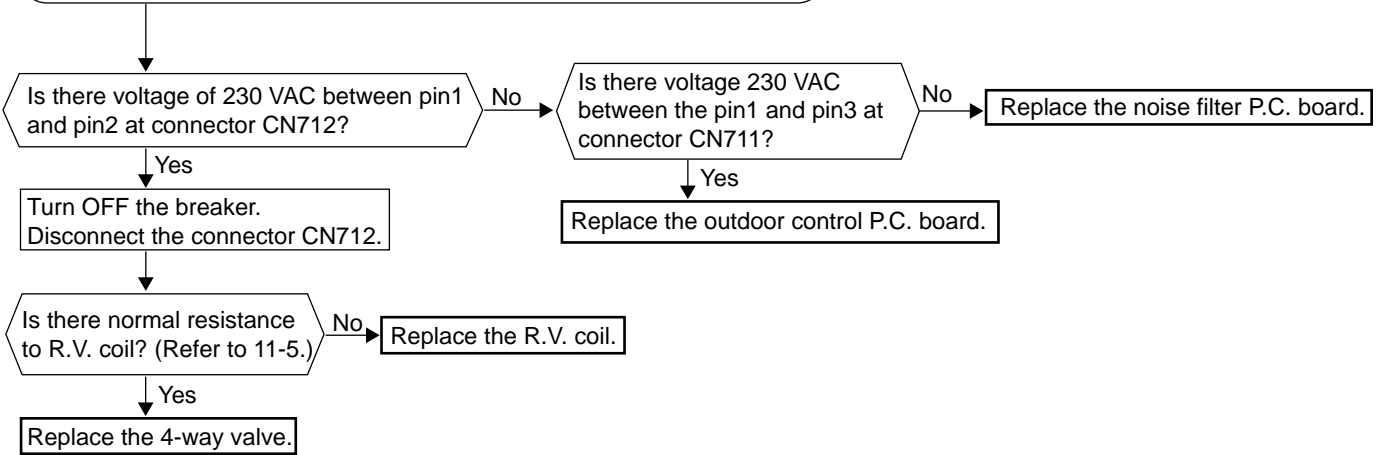 Is there voltage of 230 VAC between pin1
and pin2 at connector CN712?
No
Is there voltage 230 VAC
between the pin1 and pin3 at
connector CN711?
No
Replace the noise filter P.C. board.
Yes
Turn OFF the breaker.
Disconnect the connector CN712.
Yes
Replace the outdoor control P.C. board.
Is there normal resistance
to R.V. coil? (Refer to 11-5.)
No
Replace the R.V. coil.
Yes
Replace the 4-way valve.